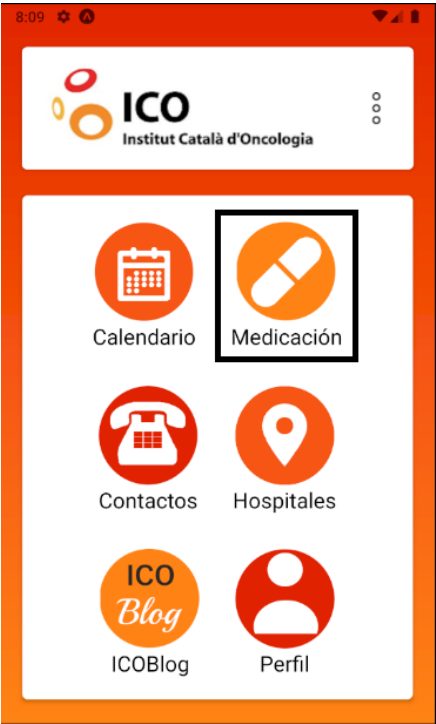 8:09
ICO
Institut Català d'Oncologia
Calendario
Medicación
Contactos
Hospitales
ICO
Blog
ICOBlog
Perfil